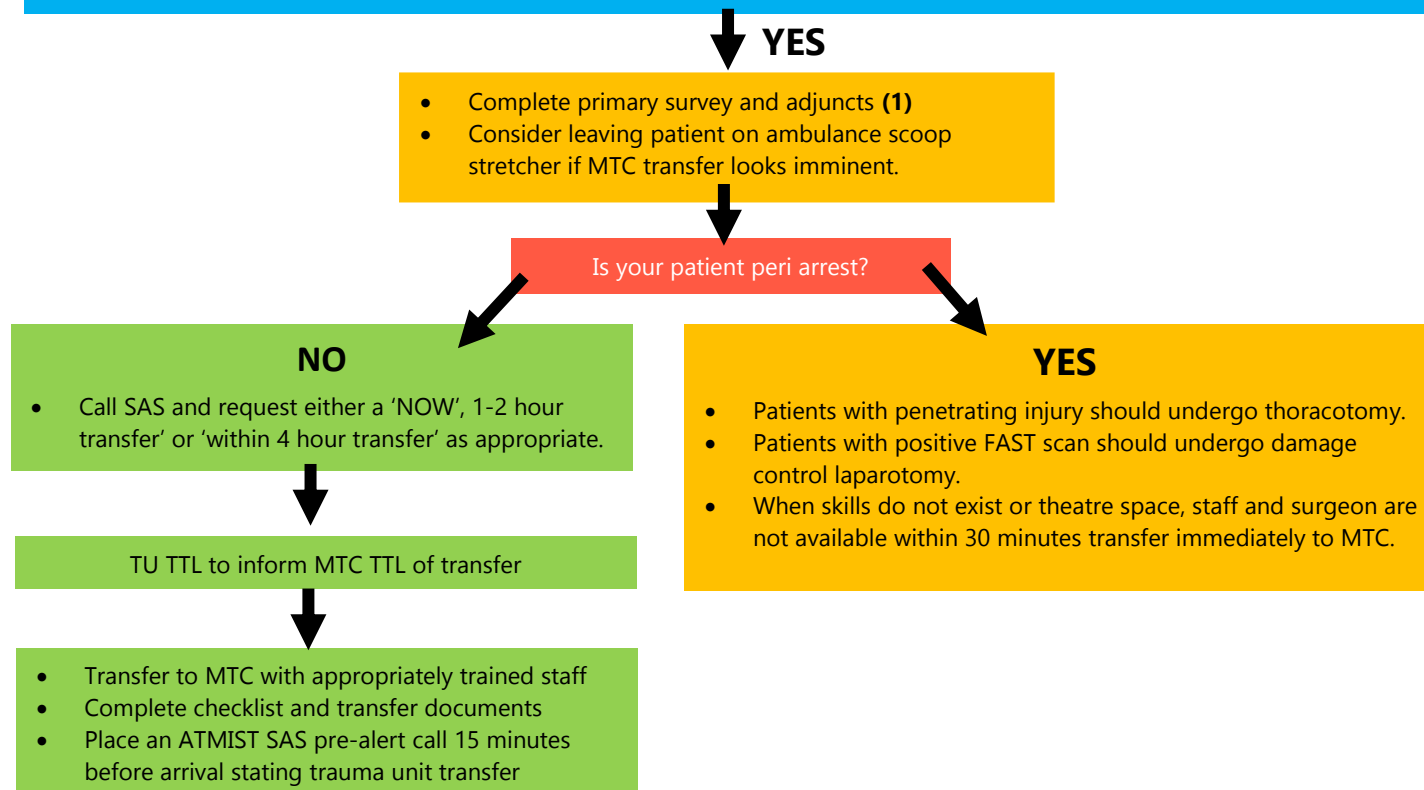 YES
• Complete primary survey and adjuncts (1)
• Consider leaving patient on ambulance scoop
stretcher if MTC transfer looks imminent.
Is your patient peri arrest?
NO
• Call SAS and request either a ‘NOW’, 1-2 hour
transfer’ or ‘within 4 hour transfer’ as appropriate.
TU TTL to inform MTC TTL of transfer
• Transfer to MTC with appropriately trained staff
• Complete checklist and transfer documents
• Place an ATMIST SAS pre-alert call 15 minutes
before arrival stating trauma unit transfer
YES
• Patients with penetrating injury should undergo thoracotomy.
• Patients with positive FAST scan should undergo damage
control laparotomy.
• When skills do not exist or theatre space, staff and surgeon are
not available within 30 minutes transfer immediately to MTC.